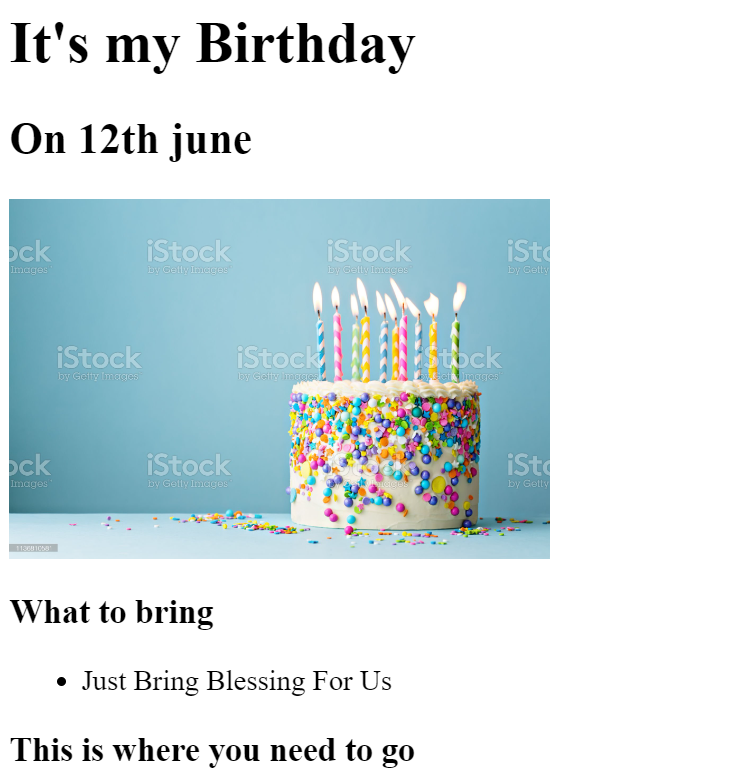 It's my Birthday
On 12th june
iStock iStock iStock iStock
by Getty Images by Getty Images by Getty Images by Getty
iStock iStock iStock
by Getty Images by Getty Images by Getty Images
iStock iStock iStock iStock
by Getty Images by Getty Images by Getty Images by Getty
What to bring
Just Bring Blessing For Us
This is where you need to go